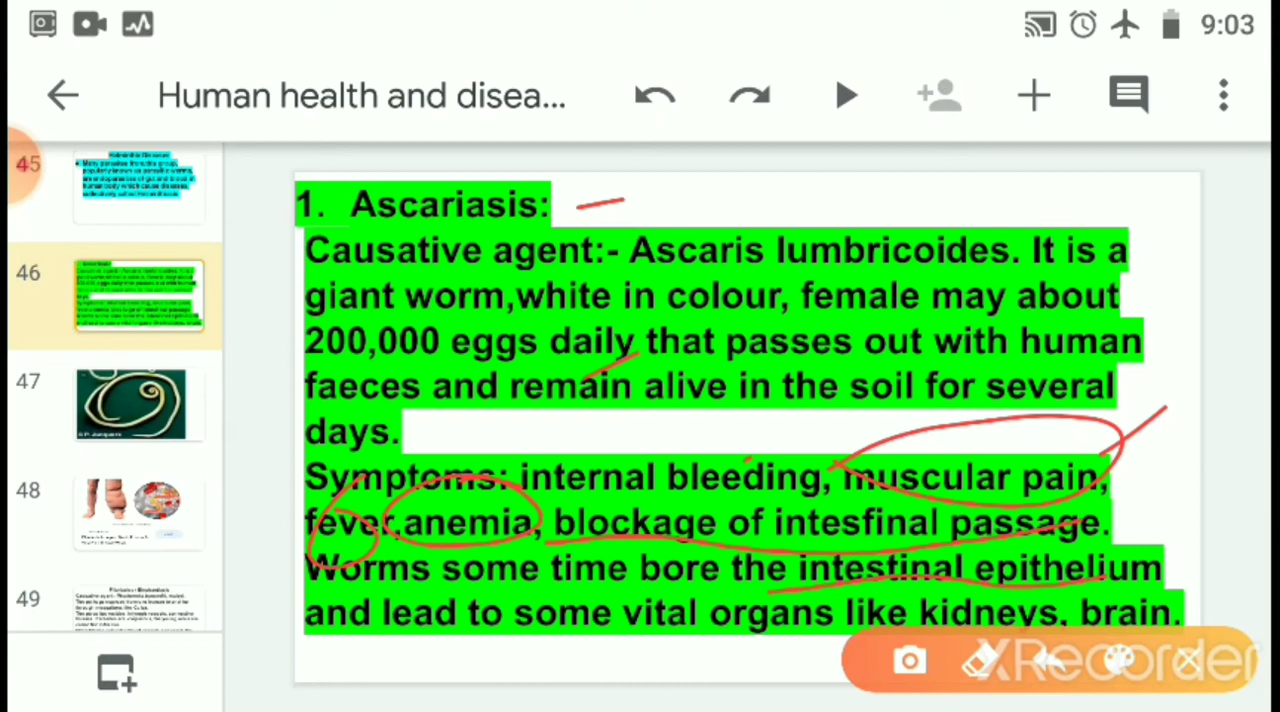 9:03
Human health and disea...
45
Helminthic Diseases
46
47
48
49
1. Ascariasis:
Causative agent:- Ascaris lumbricoides. It is a
giant worm,white in colour, female may about
200,000 eggs daily that passes out with human
faeces and remain alive in the soil for several
days.
Symptoms: internal bleeding, muscular pain,
fever,anemia, blockage of intesfinal passage.
Worms some time bore the intestinal epithelium
and lead to some vital organs like kidneys, brain.
XRecorder